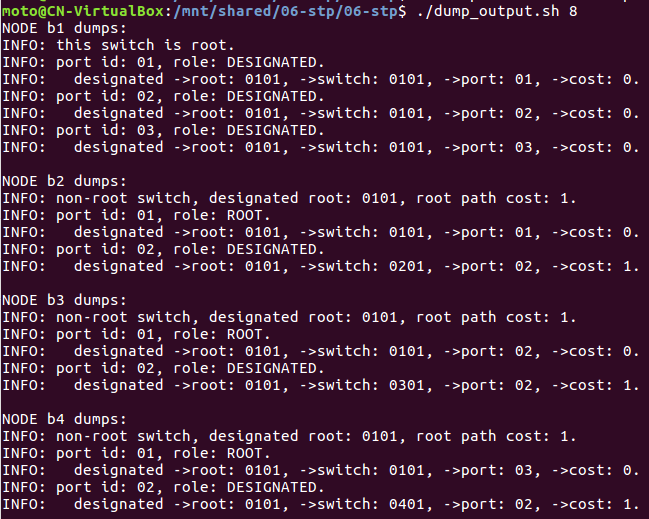 moto@CN-VirtualBox:/mnt/shared/06-stp/06-stp$ ./dump_output.sh 8
NODE b1 dumps:
INFO: this switch is root.
INFO: port id: 01, role: DESIGNATED.
INFO:   designated ->root: 0101, ->switch: 0101, ->port: 01, ->cost: 0.
INFO: port id: 02, role: DESIGNATED.
INFO:   designated ->root: 0101, ->switch: 0101, ->port: 02, ->cost: 0.
INFO: port id: 03, role: DESIGNATED.
INFO:   designated ->root: 0101, ->switch: 0101, ->port: 03, ->cost: 0.

NODE b2 dumps:
INFO: non-root switch, designated root: 0101, root path cost: 1.
INFO: port id: 01, role: ROOT.
INFO:   designated ->root: 0101, ->switch: 0101, ->port: 01, ->cost: 0.
INFO: port id: 02, role: DESIGNATED.
INFO:   designated ->root: 0101, ->switch: 0201, ->port: 02, ->cost: 1.

NODE b3 dumps:
INFO: non-root switch, designated root: 0101, root path cost: 1.
INFO: port id: 01, role: ROOT.
INFO:   designated ->root: 0101, ->switch: 0101, ->port: 02, ->cost: 0.
INFO: port id: 02, role: DESIGNATED.
INFO:   designated ->root: 0101, ->switch: 0301, ->port: 02, ->cost: 1.

NODE b4 dumps:
INFO: non-root switch, designated root: 0101, root path cost: 1.
INFO: port id: 01, role: ROOT.
INFO:   designated ->root: 0101, ->switch: 0101, ->port: 03, ->cost: 0.
INFO: port id: 02, role: DESIGNATED.
INFO:   designated ->root: 0101, ->switch: 0401, ->port: 02, ->cost: 1.